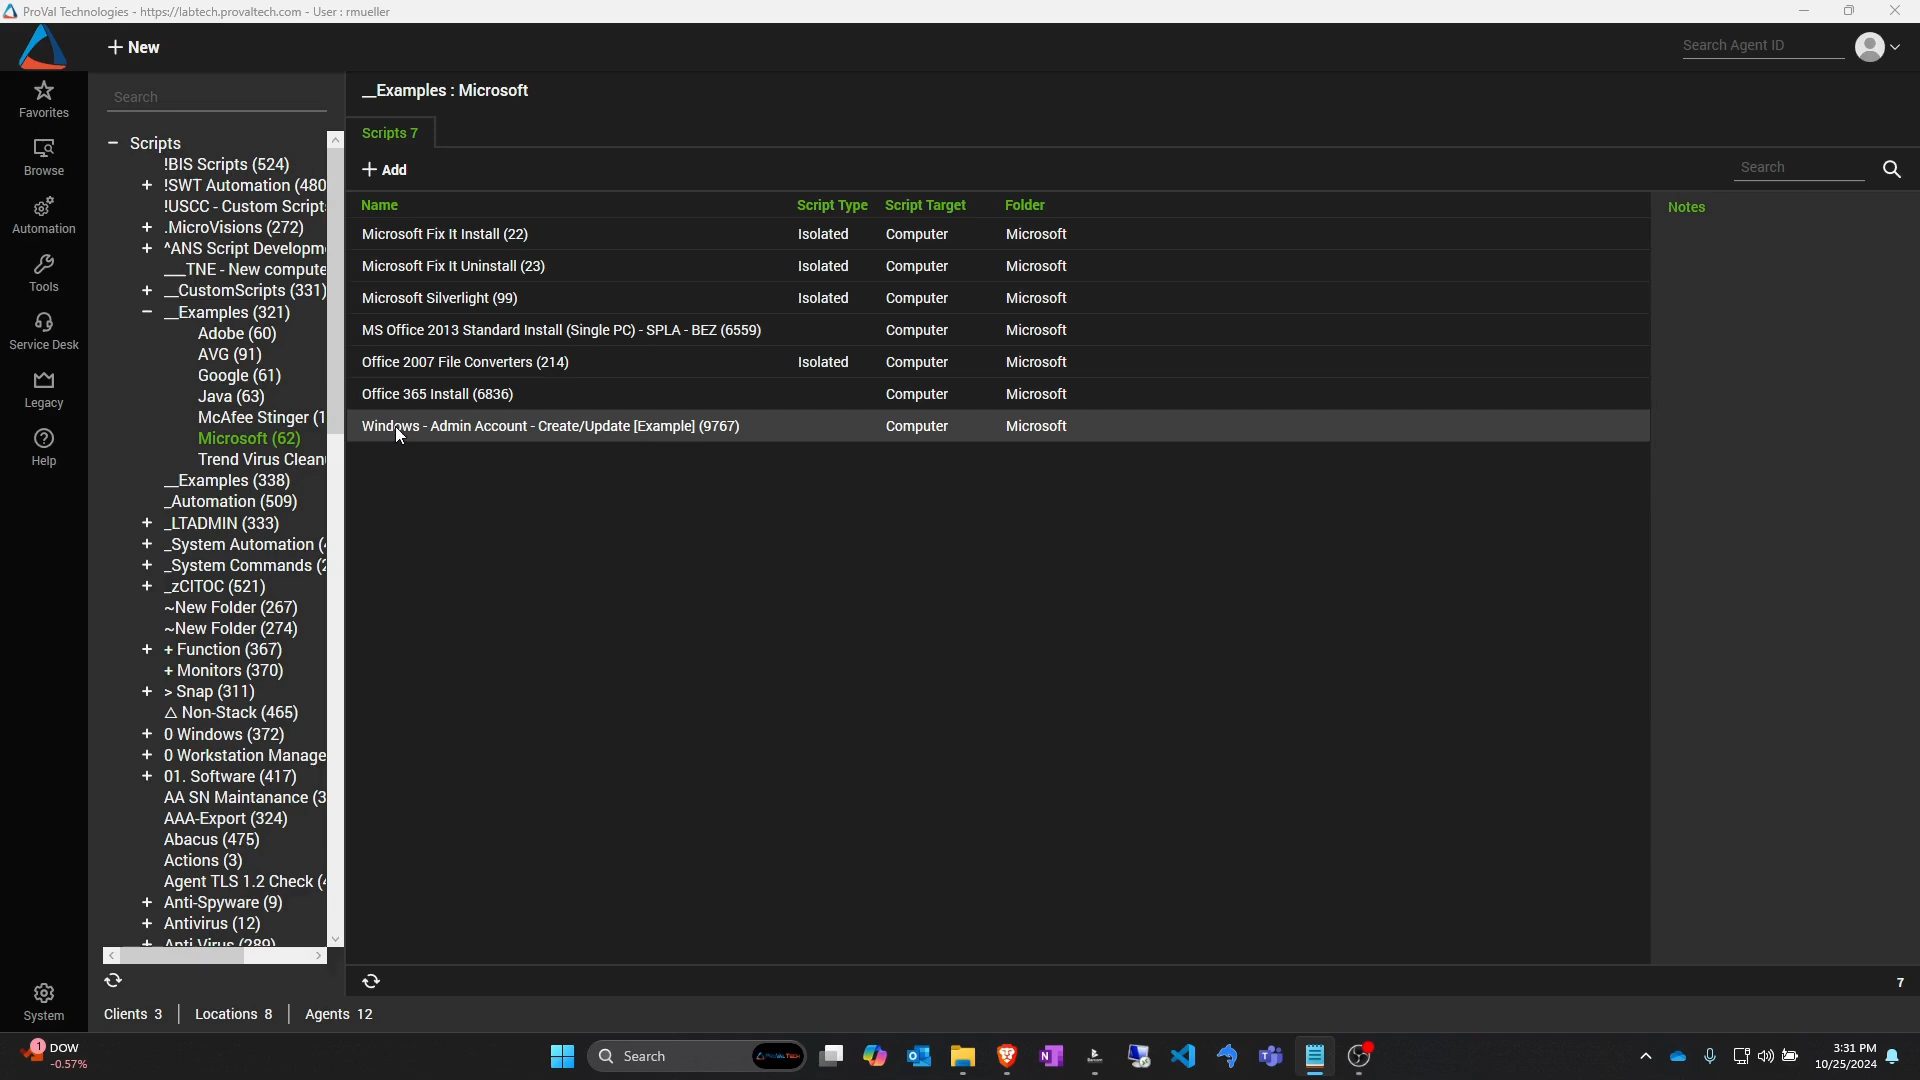 ProVal Technologies - https://labtech.provaltech.com - User : rmueller
New
Search Agent ID
Favorites
Browse
Automation
Tools
Service Desk
Legacy
Help
System
Search
Scripts
!BIS Scripts (524)
!SWT Automation (480
!USCC - Custom Script
.MicroVisions (272)
^ANS Script Developm
___TNE - New compute
__CustomScripts (331)
__Examples (321)
Adobe (60)
AVG (91)
Google (61)
Java (63)
McAfee Stinger (1
Microsoft (62)
Trend Virus Clean
__Examples (338)
_Automation (509)
_LTADMIN (333)
_System Automation (
_System Commands (2
_zCITOC (521)
~New Folder (267)
~New Folder (274)
+ Function (367)
+ Monitors (370)
> Snap (311)
△ Non-Stack (465)
0 Windows (372)
0 Workstation Manage
01. Software (417)
AA SN Maintanance (3
AAA-Export (324)
Abacus (475)
Actions (3)
Agent TLS 1.2 Check (
Anti-Spyware (9)
Antivirus (12)
Anti Virus (289)
__Examples : Microsoft
Scripts 7
Add
Search
Name Script Type Script Target Folder
Microsoft Fix It Install (22) Isolated Computer Microsoft
Microsoft Fix It Uninstall (23) Isolated Computer Microsoft
Microsoft Silverlight (99) Isolated Computer Microsoft
MS Office 2013 Standard Install (Single PC) - SPLA - BEZ (6559) Computer Microsoft
Office 2007 File Converters (214) Isolated Computer Microsoft
Office 365 Install (6836) Computer Microsoft
Windows - Admin Account - Create/Update [Example] (9767) Computer Microsoft
Notes
7
Clients 3 Locations 8 Agents 12
1
DOW
-0.57%
Search
3:31 PM
10/25/2024